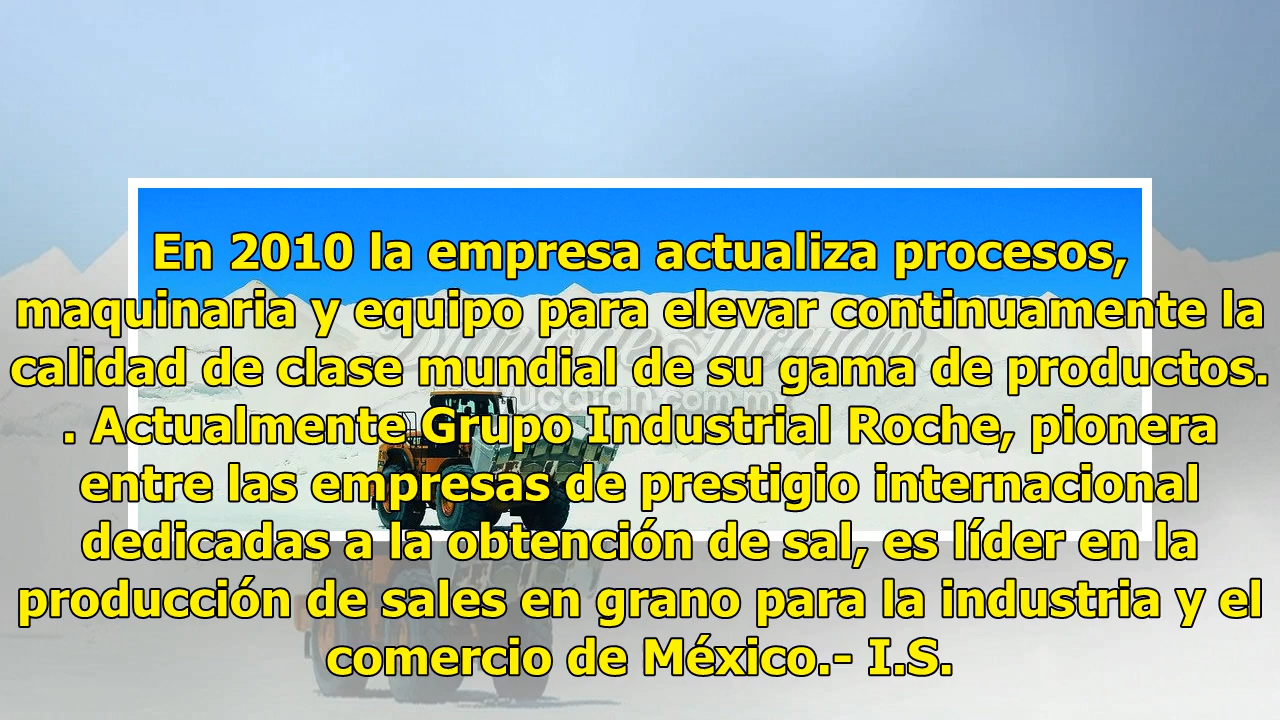 En 2010 la empresa actualiza procesos,
maquinaria y equipo para elevar continuamente la
calidad de clase mundial de su gama de productos.
. Actualmente Grupo Industrial Roche, pionera
entre las empresas de prestigio internacional
dedicadas a la obtención de sal, es líder en la
producción de sales en grano para la industria y el
comercio de México.- I.S.